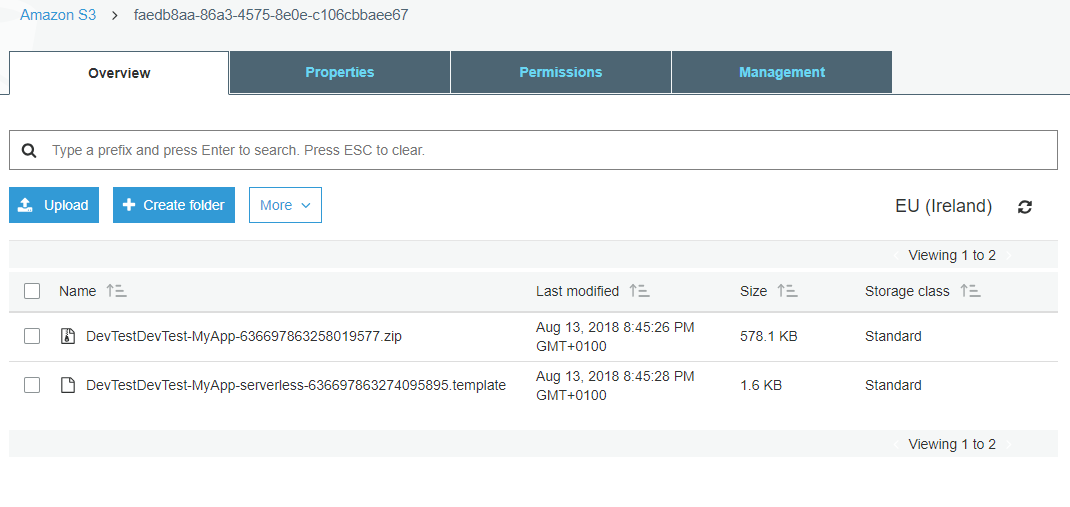 Amazon S3 > faedb8aa-86a3-4575-8e0e-c106cbbaee67
Overview Properties Permissions Management
Type a prefix and press Enter to search. Press ESC to clear.
Upload Create folder More EU (Ireland)
Viewing 1 to 2
Name Last modified Size Storage class
DevTestDevTest-MyApp-636697863258019577.zip Aug 13, 2018 8:45:26 PM GMT+0100 578.1 KB Standard
DevTestDevTest-MyApp-serverless-636697863274095895.template Aug 13, 2018 8:45:28 PM GMT+0100 1.6 KB Standard
Viewing 1 to 2